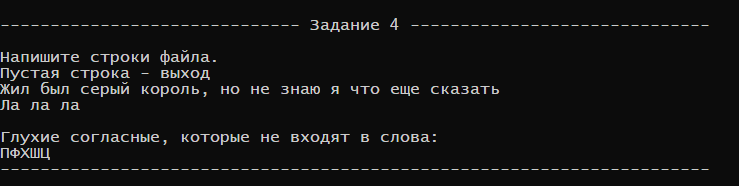 ------------------------------ Задание 4 ------------------------------
Напишите строки файла.
Пустая строка - выход
Жил был серый король, но не знаю я что еще сказать
Ла ла ла
Глухие согласные, которые не входят в слова:
ПФХШЦ
-----------------------------------------------------------------------